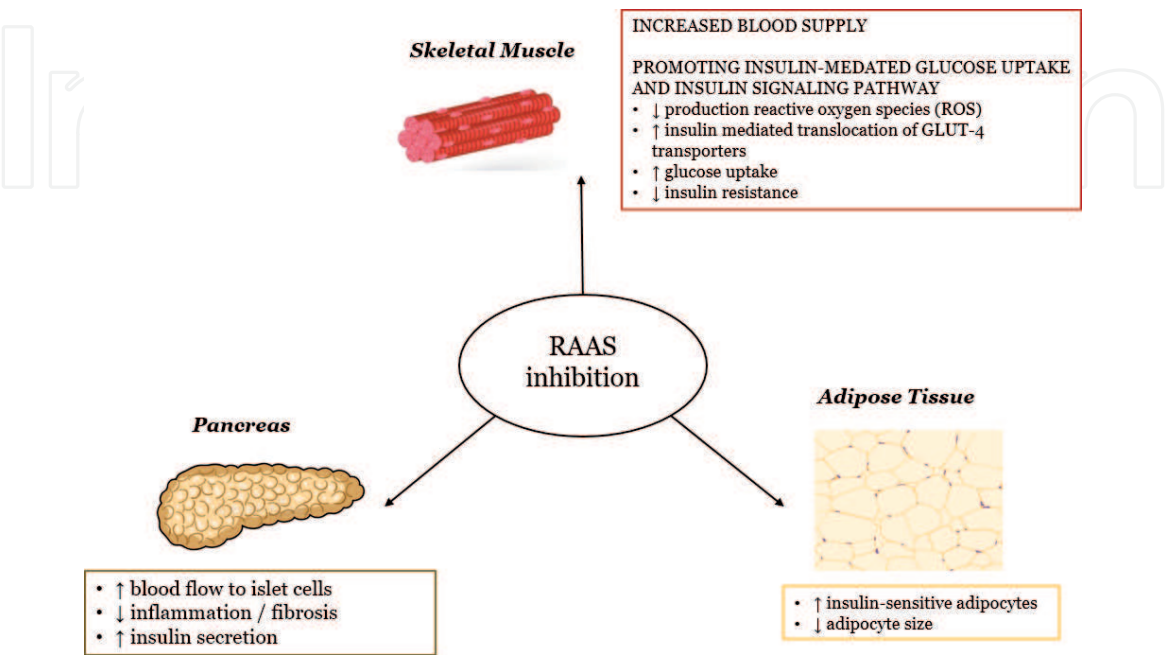 Skeletal Muscle
INCREASED BLOOD SUPPLY
PROMOTING INSULIN-MEDATED GLUCOSE UPTAKE
AND INSULIN SIGNALING PATHWAY
• ↓ production reactive oxygen species (ROS)
• ↑ insulin mediated translocation of GLUT-4
transporters
• ↑ glucose uptake
• ↓ insulin resistance
RAAS
inhibition
Pancreas
• ↑ blood flow to islet cells
• ↓ inflammation / fibrosis
• ↑ insulin secretion
Adipose Tissue
• ↑ insulin-sensitive adipocytes
• ↓ adipocyte size